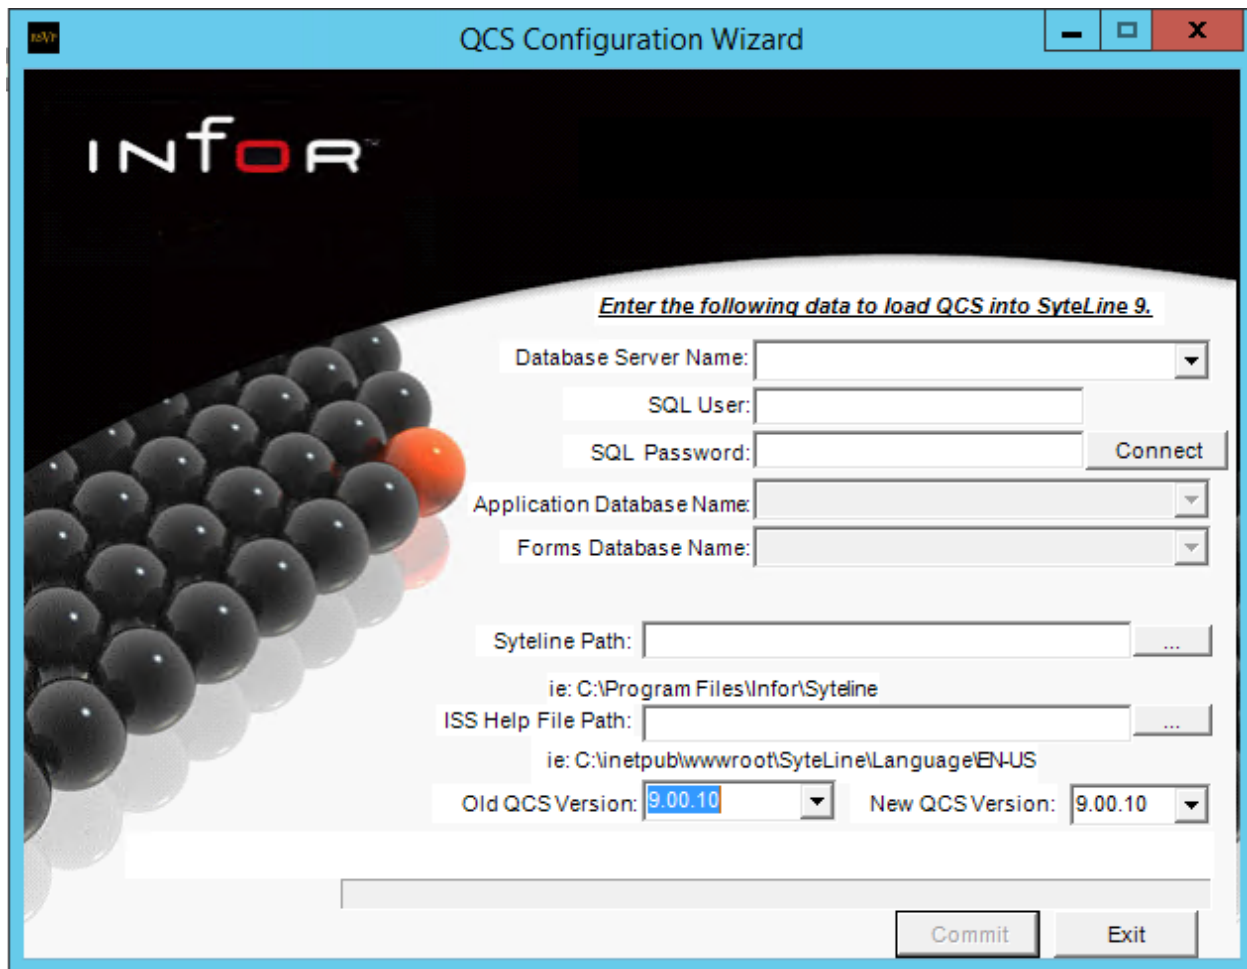 QCS Configuration Wizard
INFOR™
Enter the following data to load QCS into SyteLine 9.
Database Server Name:
SQL User:
SQL Password: Connect
Application Database Name:
Forms Database Name:
Syteline Path: ...
ie: C:\Program Files\Infor\Syteline
ISS Help File Path: ...
ie: C:\inetpub\wwwroot\SyteLine\Language\EN-US
Old QCS Version: 9.00.10 New QCS Version: 9.00.10
Commit Exit